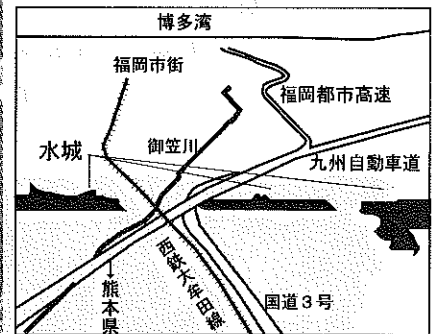 博多湾
福岡市街
福岡都市高速
御笠川
水城
九州自動車道
西鉄大牟田線
熊本県
国道3号